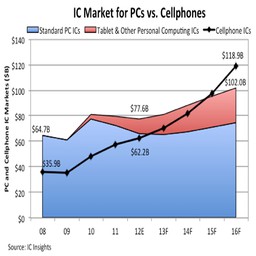 IC Market for PCs vs. Cellphones
Standard PC ICs
Tablet & Other Personal Computing ICs
Cellphone ICs
PC and Cellphone IC Markets ($B)
$140
$120
$100
$80
$60
$40
$20
$0
$118.9B
$102.0B
$77.6B
$64.7B
$62.2B
$35.9B
08 09 10 11 12E 13F 14F 15F 16F
Source: IC Insights